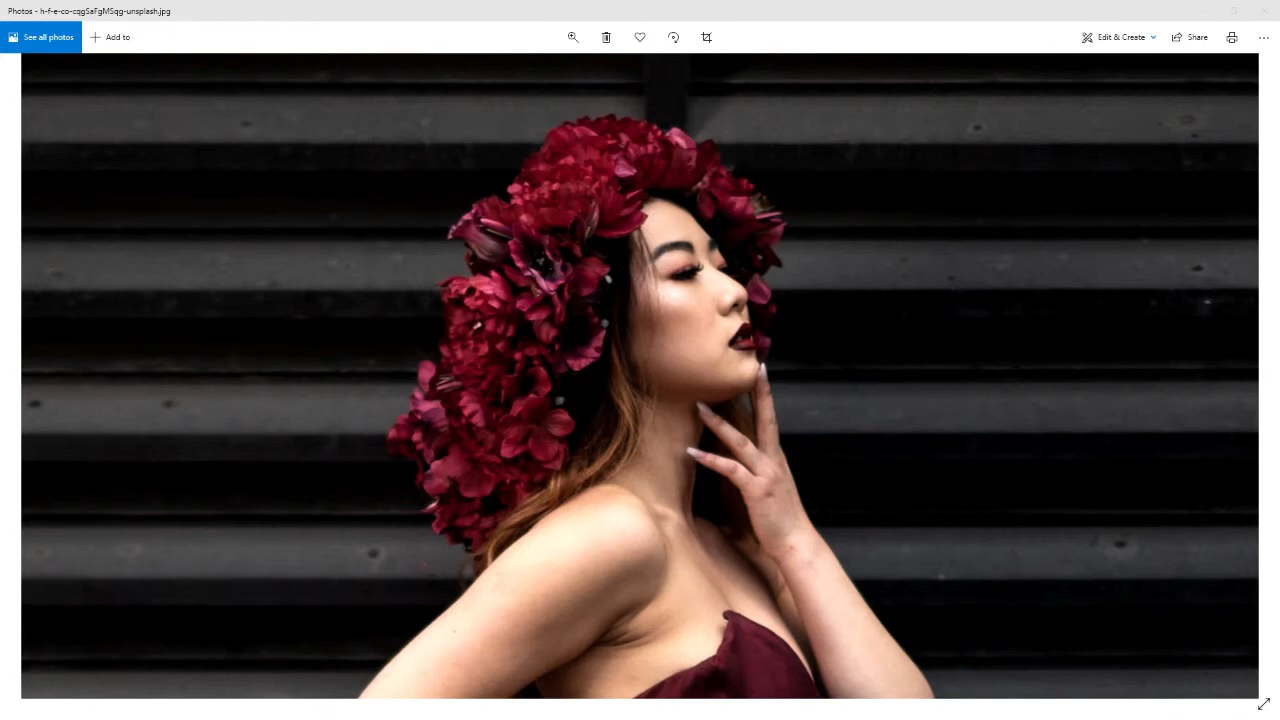 Photos - h-f-e-co-cqgSaFgMSqg-unsplash.jpg
See all photos
Add to
Edit & Create
Share